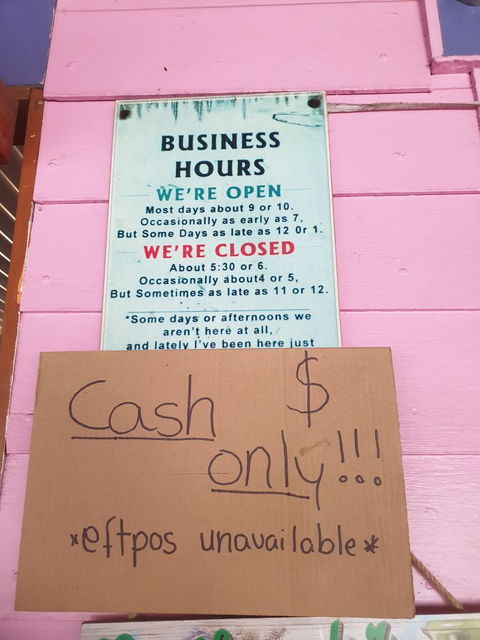 BUSINESS
HOURS
WE'RE OPEN
Most days about 9 or 10.
Occasionally as early as 7,
But Some Days as late as 12 0r 1.
WE'RE CLOSED
About 5:30 or 6.
Occasionally about4 or 5,
But Sometimes as late as 11 or 12.
*Some days or afternoons we
aren't here at all,
and lately I've been here just
Cash $
only!!!
*eftpos unavailable*